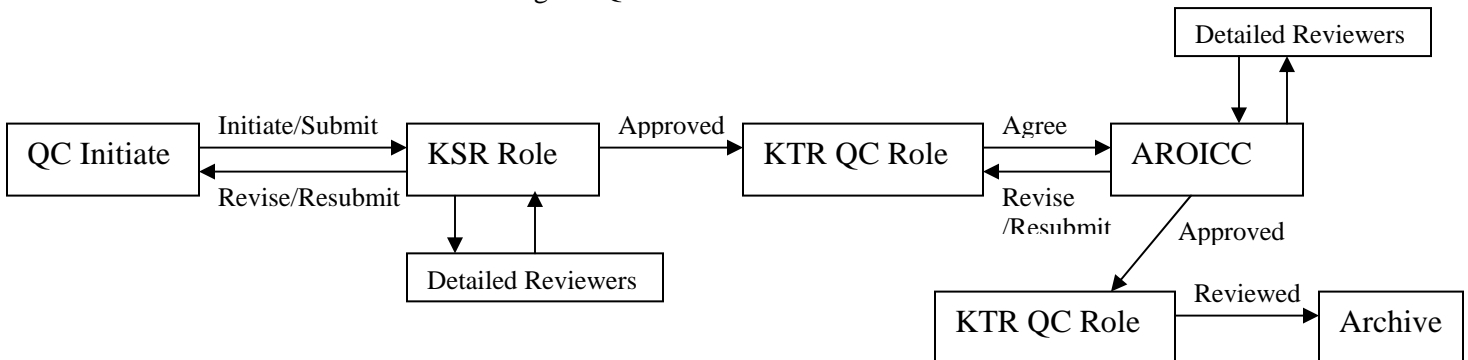 Detailed Reviewers
QC Initiate
Initiate/Submit
Revise/Resubmit
KSR Role
Approved
KTR QC Role
Agree
Revise
/Resubmit
AROICC
Detailed Reviewers
Approved
KTR QC Role
Reviewed
Archive